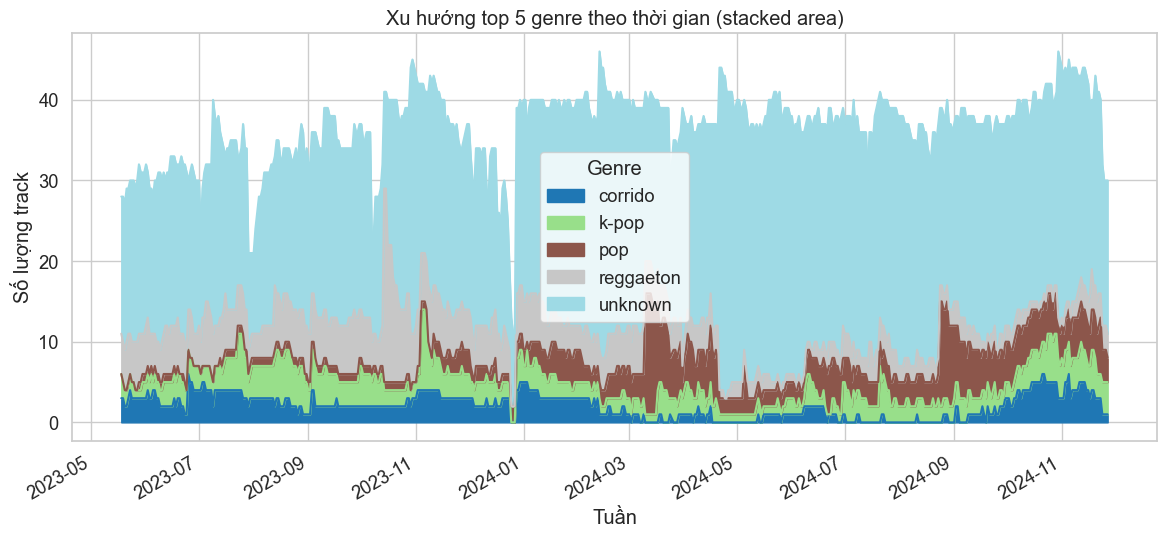 Xu hướng top 5 genre theo thời gian (stacked area)
Số lượng track
40
30
20
10
0
Genre
corrido
k-pop
pop
reggaeton
unknown
2023-05
2023-07
2023-09
2023-11
2024-01
2024-03
2024-05
2024-07
2024-09
2024-11
Tuần